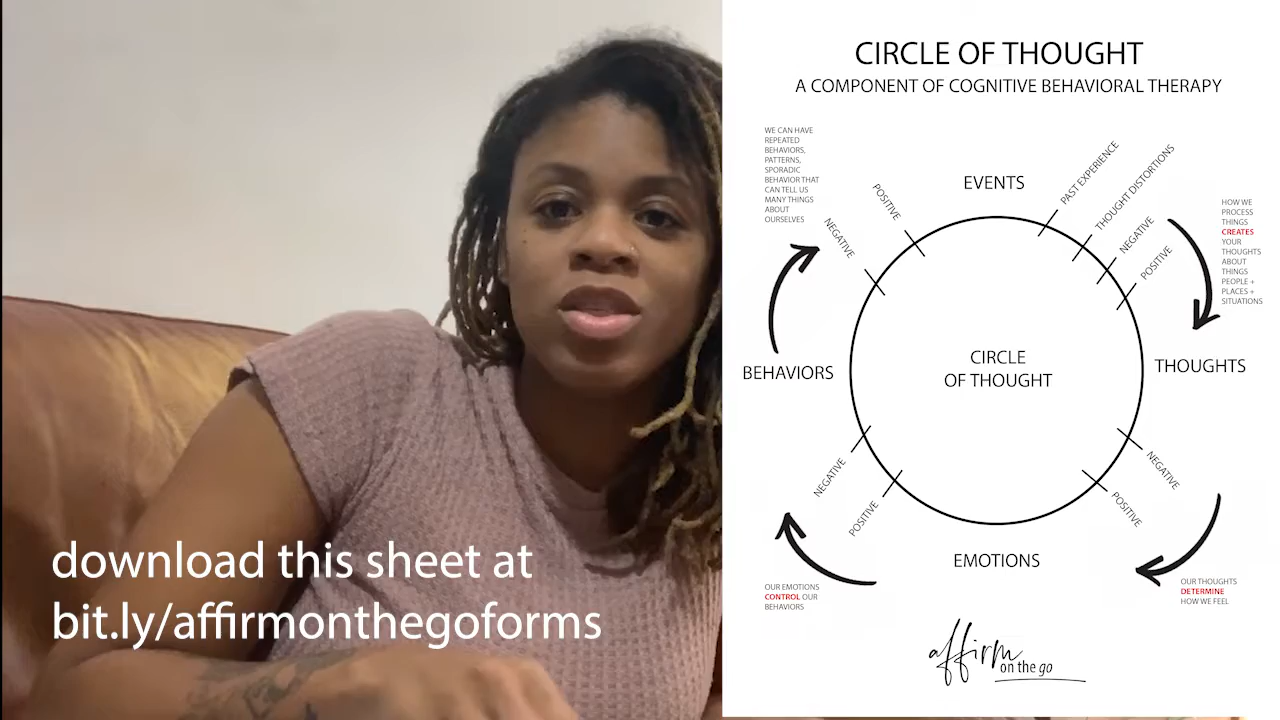 download this sheet at
bit.ly/affirmonthegoforms
CIRCLE OF THOUGHT
A COMPONENT OF COGNITIVE BEHAVIORAL THERAPY
WE CAN HAVE
REPEATED
BEHAVIORS,
PATTERNS,
SPORADIC
BEHAVIOR THAT
CAN TELL US
MANY THINGS
ABOUT
OURSELVES
POSITIVE
NEGATIVE
EVENTS
PAST EXPERIENCE
THOUGHT DISTORTIONS
NEGATIVE
POSITIVE
HOW WE
PROCESS
THINGS
CREATES
YOUR
THOUGHTS
ABOUT
THINGS
PEOPLE +
PLACES +
SITUATIONS
BEHAVIORS
CIRCLE
OF THOUGHT
THOUGHTS
NEGATIVE
POSITIVE
NEGATIVE
POSITIVE
EMOTIONS
OUR EMOTIONS
CONTROL OUR
BEHAVIORS
OUR THOUGHTS
DETERMINE
HOW WE FEEL
affirm
on the go